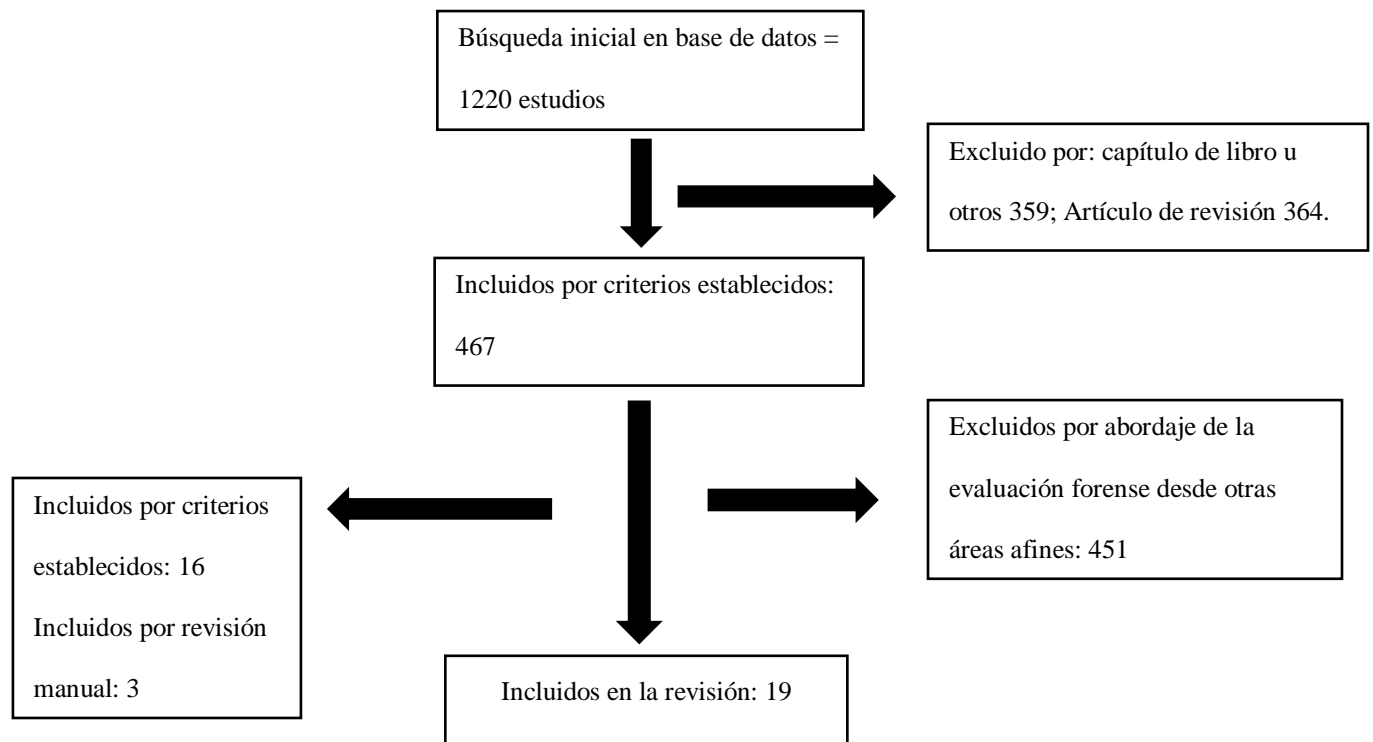 Búsqueda inicial en base de datos =
1220 estudios
Excluido por: capítulo de libro u
otros 359; Artículo de revisión 364.
Incluidos por criterios establecidos:
467
Excluidos por abordaje de la
evaluación forense desde otras
áreas afines: 451
Incluidos por criterios
establecidos: 16
Incluidos por revisión
manual: 3
Incluidos en la revisión: 19